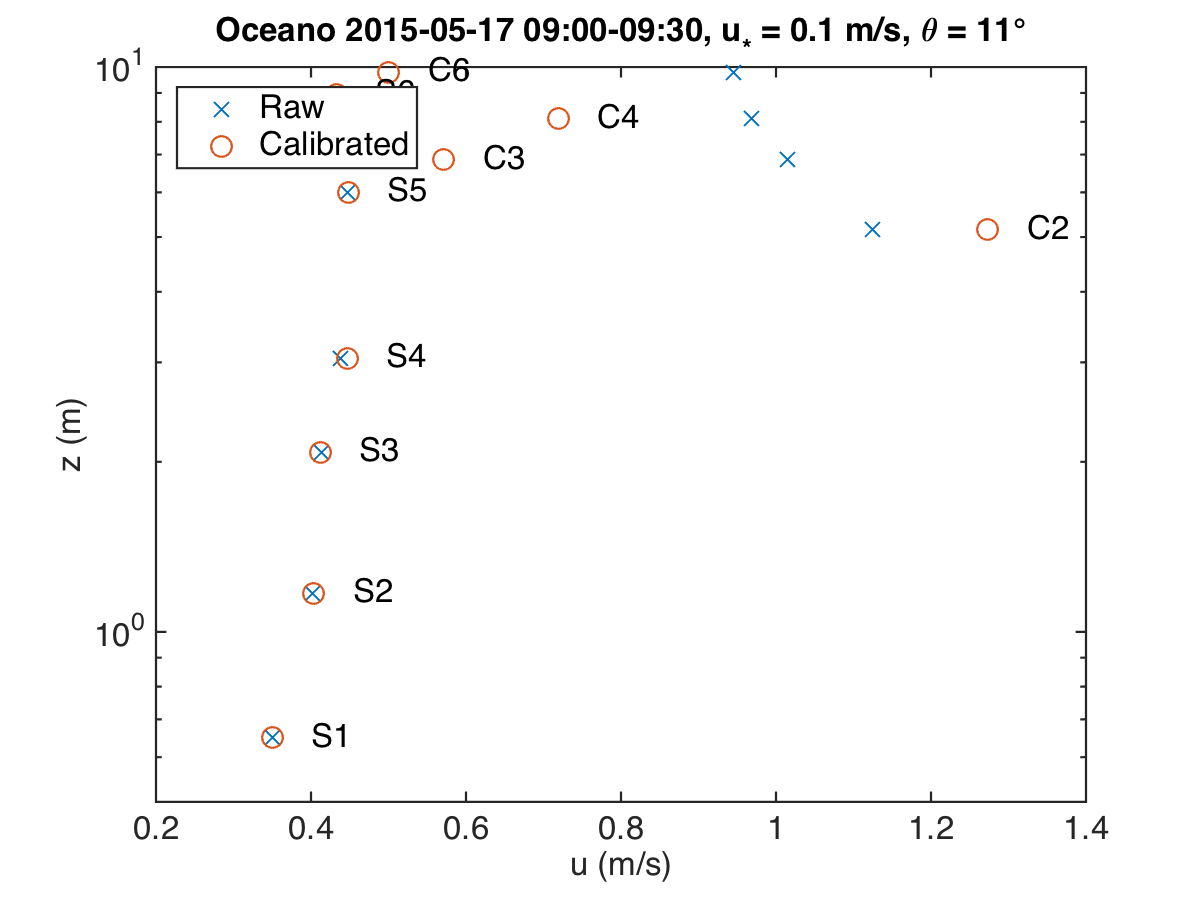 Oceano 2015-05-17 09:00-09:30, u* = 0.1 m/s, θ = 11°
10^1
C6
Raw
Calibrated
C4
C3
S5
C2
S4
z (m)
S3
S2
10^0
S1
0.2 0.4 0.6 0.8 1 1.2 1.4
u (m/s)